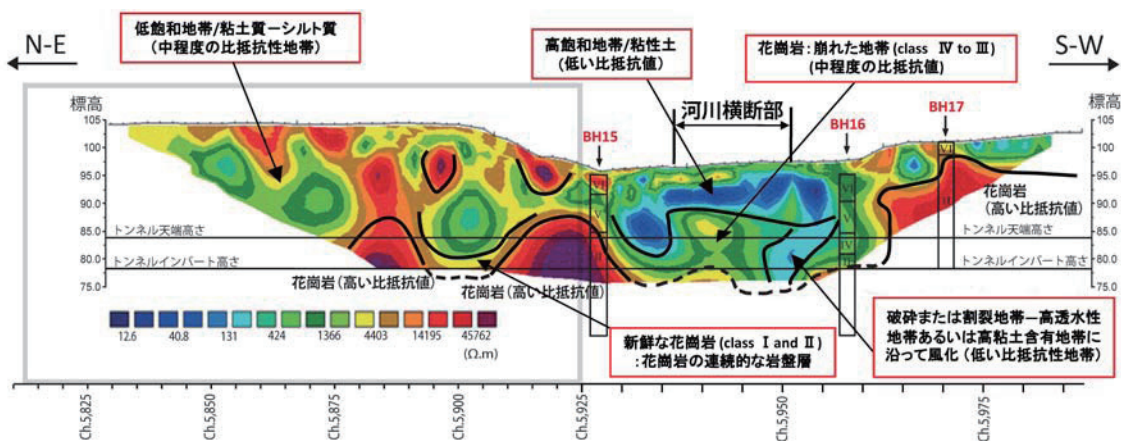 低飽和地帯/粘土質ーシルト質
(中程度の比抵抗性地帯)
高飽和地帯/粘性土
(低い比抵抗値)
花崗岩：崩れた地帯 (class Ⅳ to Ⅲ)
(中程度の比抵抗値)
N-E
S-W
標高
標高
河川横断部
BH15
BH16
BH17
105
100
95
90
85
80
75.0
105
100
95
90
85
80
75.0
VI
V
II
VI
V
IV
II
VI
II
花崗岩
(高い比抵抗値)
トンネル天端高さ
トンネル天端高さ
トンネルインバート高さ
トンネルインバート高さ
花崗岩(高い比抵抗値)
花崗岩(高い比抵抗値)
12.6 40.8 131 424 1366 4403 14195 45762
(Ω.m)
新鮮な花崗岩 (class Ⅰ and Ⅱ)
：花崗岩の連続的な岩盤層
破砕または割裂地帯ー高透水性
地帯あるいは高粘土含有地帯に
沿って風化 (低い比抵抗性地帯)
Ch.5,825
Ch.5,850
Ch.5,875
Ch.5,900
Ch.5,925
Ch.5,950
Ch.5,975